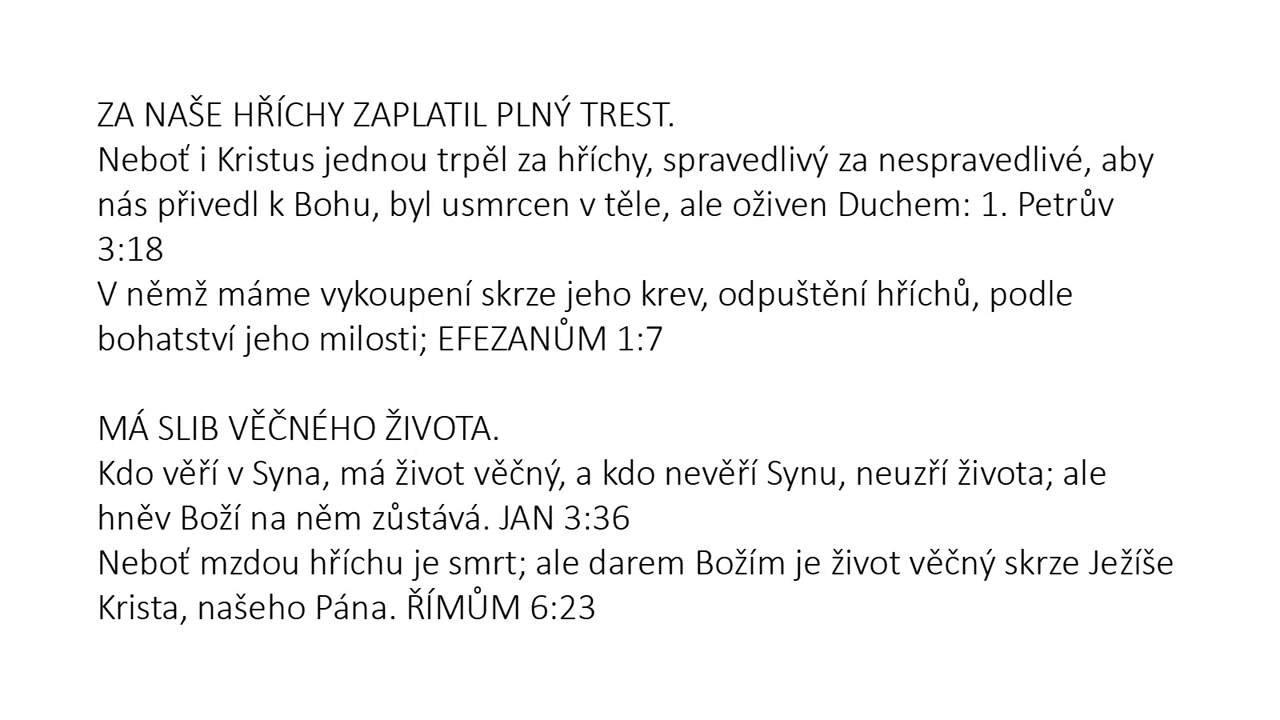 ZA NAŠE HŘÍCHY ZAPLATIL PLNÝ TREST.
Neboť i Kristus jednou trpěl za hříchy, spravedlivý za nespravedlivé, aby
nás přivedl k Bohu, byl usmrcen v těle, ale oživen Duchem: 1. Petrův
3:18
V němž máme vykoupení skrze jeho krev, odpuštění hříchů, podle
bohatství jeho milosti; EFEZANŮM 1:7
MÁ SLIB VĚČNÉHO ŽIVOTA.
Kdo věří v Syna, má život věčný, a kdo nevěří Synu, neuzří života; ale
hněv Boží na něm zůstává. JAN 3:36
Neboť mzdou hříchu je smrt; ale darem Božím je život věčný skrze Ježíše
Krista, našeho Pána. ŘÍMŮM 6:23